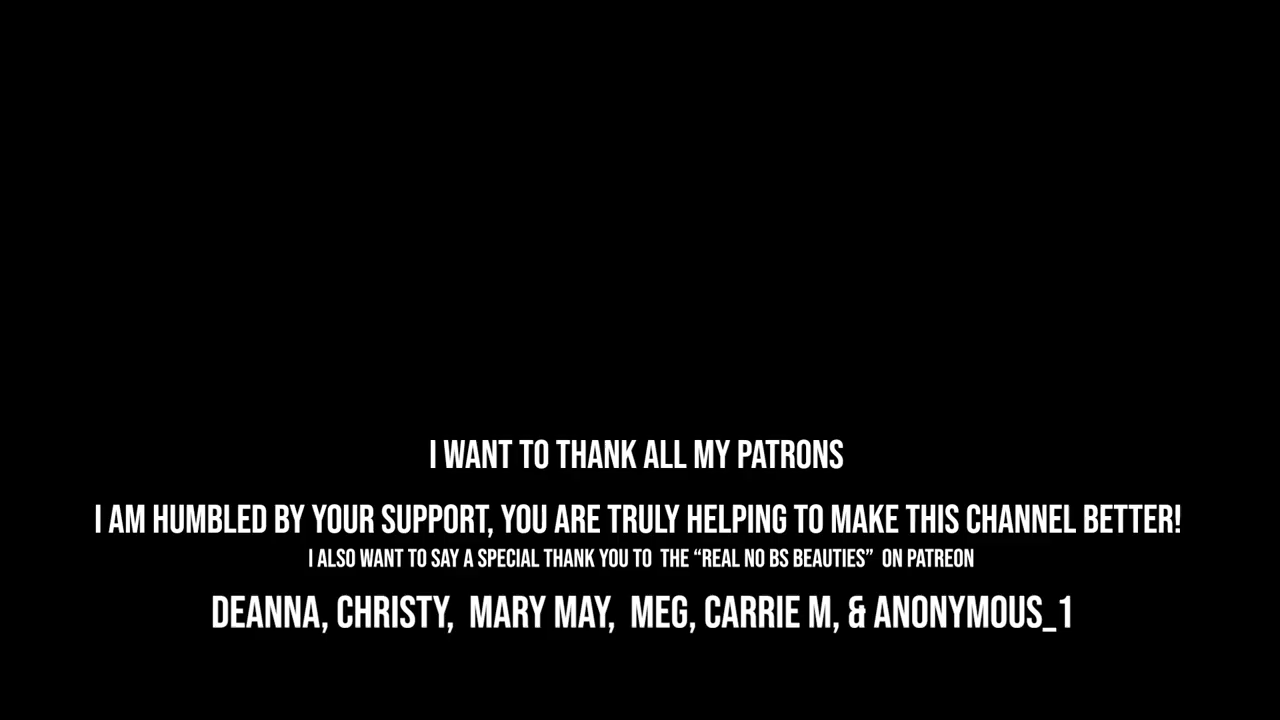 I WANT TO THANK ALL MY PATRONS
I AM HUMBLED BY YOUR SUPPORT, YOU ARE TRULY HELPING TO MAKE THIS CHANNEL BETTER!
I ALSO WANT TO SAY A SPECIAL THANK YOU TO THE “REAL NO BS BEAUTIES” ON PATREON
DEANNA, CHRISTY, MARY MAY, MEG, CARRIE M, & ANONYMOUS_1